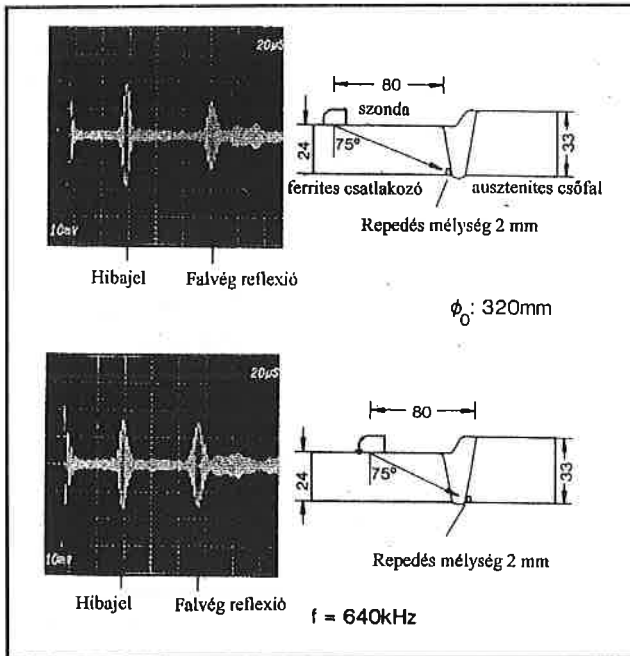 20µS
10mV
Hibajel Falvég reflexió
80
szonda
24
75°
33
ferrites csatlakozó ausztenites csőfal
Repedés mélység 2 mm
ϕ₀: 320mm
20µS
10mV
Hibajel Falvég reflexió
80
24
75°
33
Repedés mélység 2 mm
f = 640kHz